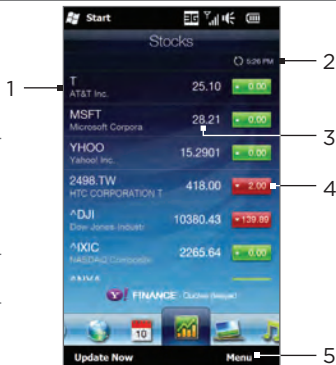 Start
Stocks
5:26 PM
2
1
T 25.10 0.00
AT&T Inc.
MSFT 28.21 0.00
Microsoft Corpora
3
YHOO 15.2901 0.00
Yahoo! Inc.
2498.TW 418.00 2.00
HTC CORPORATION T
4
^DJI 10380.43 -139.89
Dow Jones Industr
^IXIC 2265.64 0.00
NASDAQ Composite
Y! FINANCE
10
Update Now Menu
5